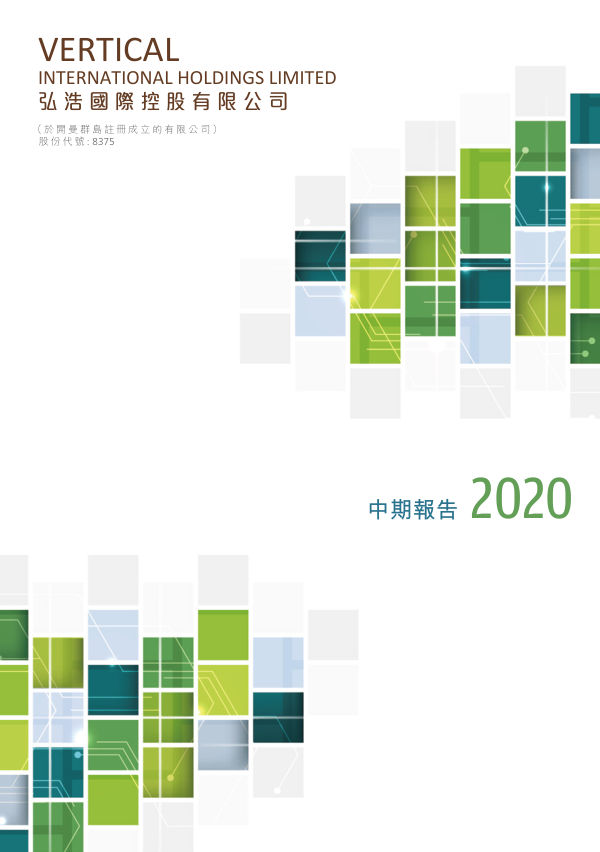 VERTICAL
INTERNATIONAL HOLDINGS LIMITED
弘浩國際控股有限公司
(於開曼群島註冊成立的有限公司)
股份代號: 8375
中期報告 2020